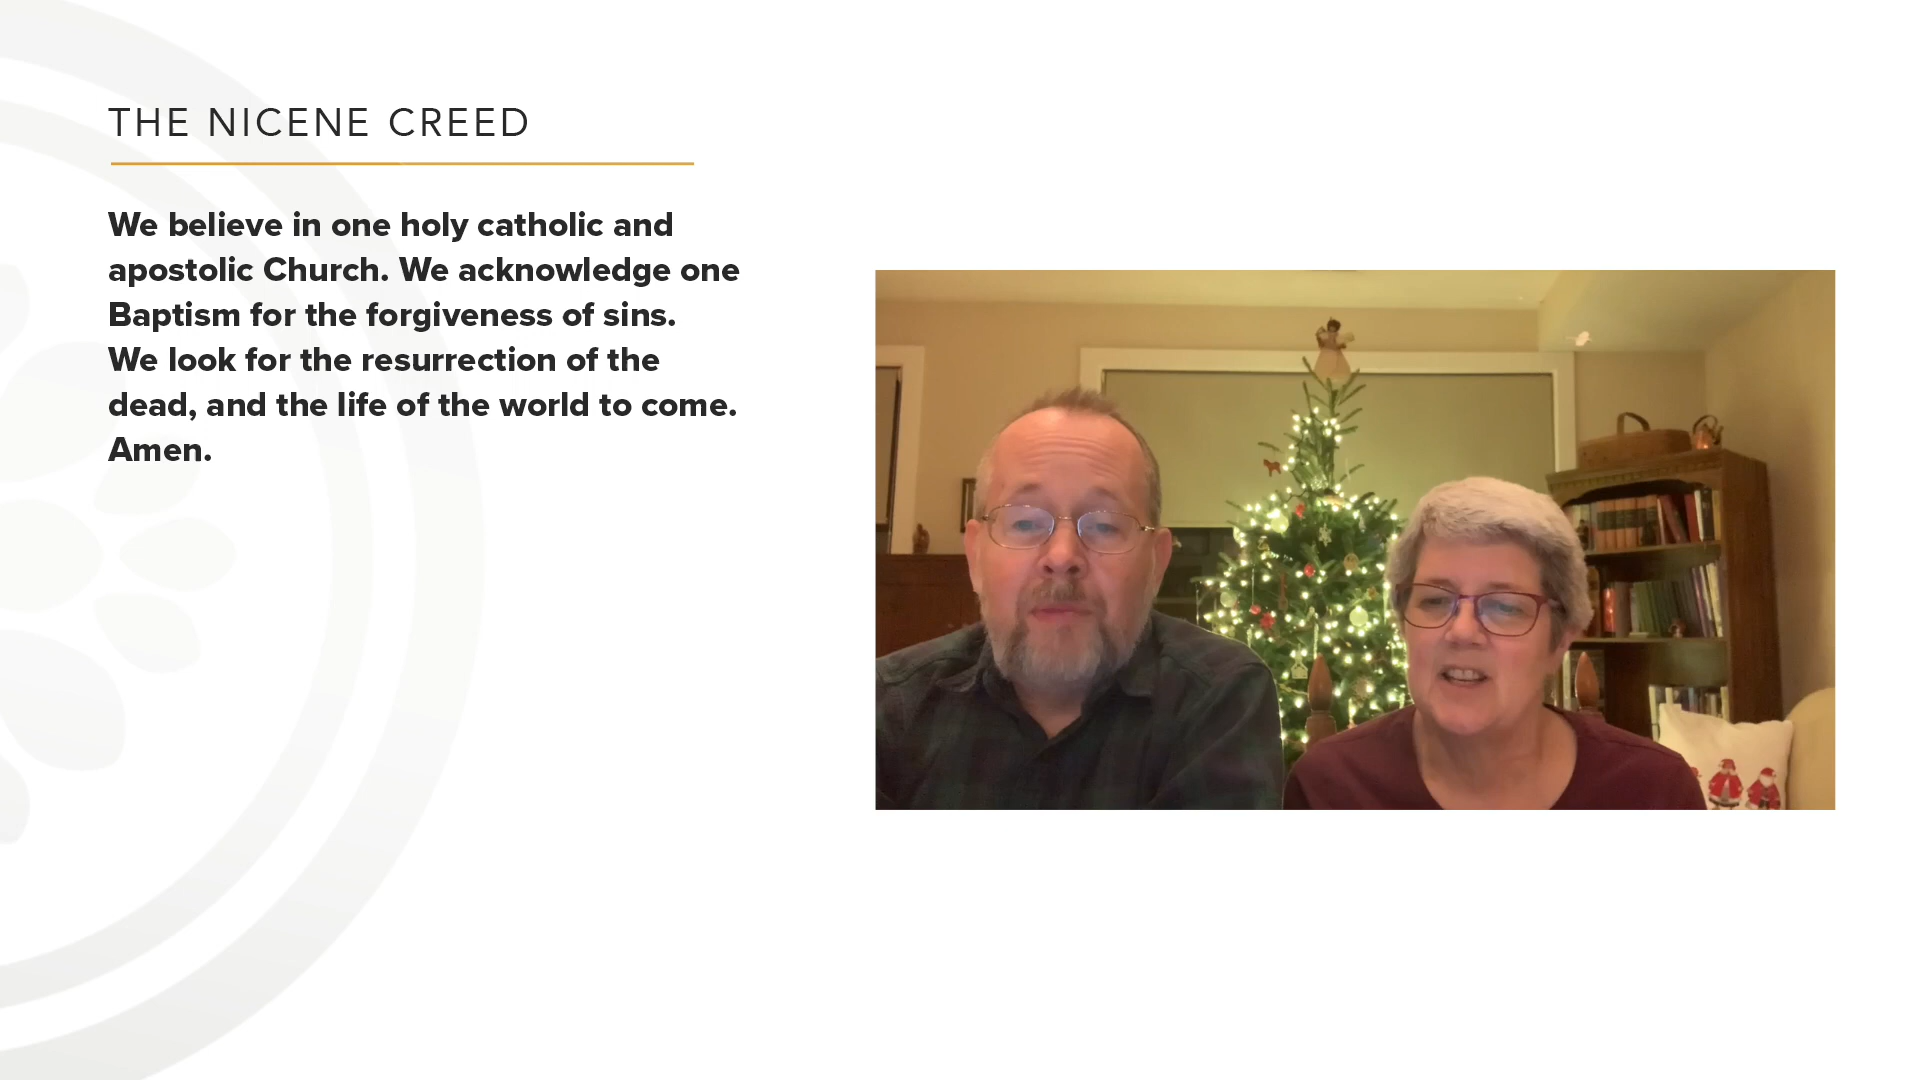 THE NICENE CREED
We believe in one holy catholic and
apostolic Church. We acknowledge one
Baptism for the forgiveness of sins.
We look for the resurrection of the
dead, and the life of the world to come.
Amen.